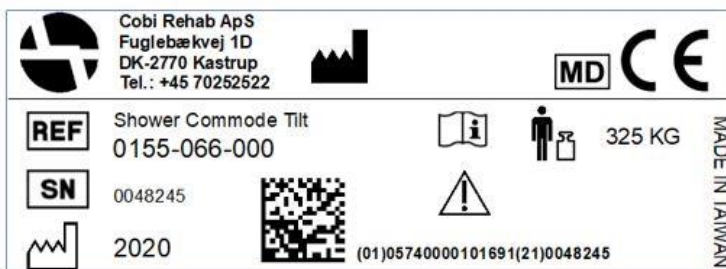 Cobi Rehab ApS
Fuglebækvej 1D
DK-2770 Kastrup
Tel.: +45 70252522
MD CE
REF Shower Commode Tilt
0155-066-000
325 KG
SN 0048245
2020
(01)05740000101691(21)0048245
MADE IN TAIWAN